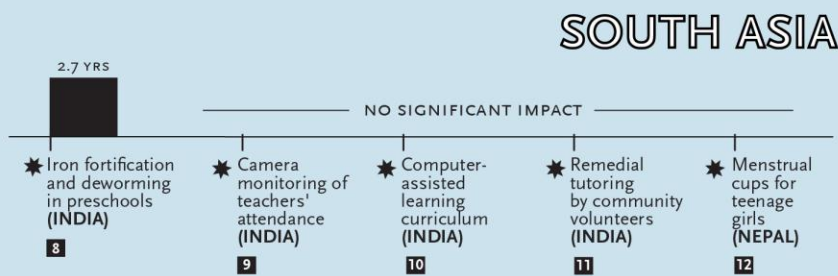 SOUTH ASIA
2.7 YRS
NO SIGNIFICANT IMPACT
Iron fortification
and deworming
in preschools
(INDIA)
8
Camera
monitoring of
teachers'
attendance
(INDIA)
9
Computer-
assisted
learning
curriculum
(INDIA)
10
Remedial
tutoring
by community
volunteers
(INDIA)
11
Menstrual
cups for
teenage
girls
(NEPAL)
12